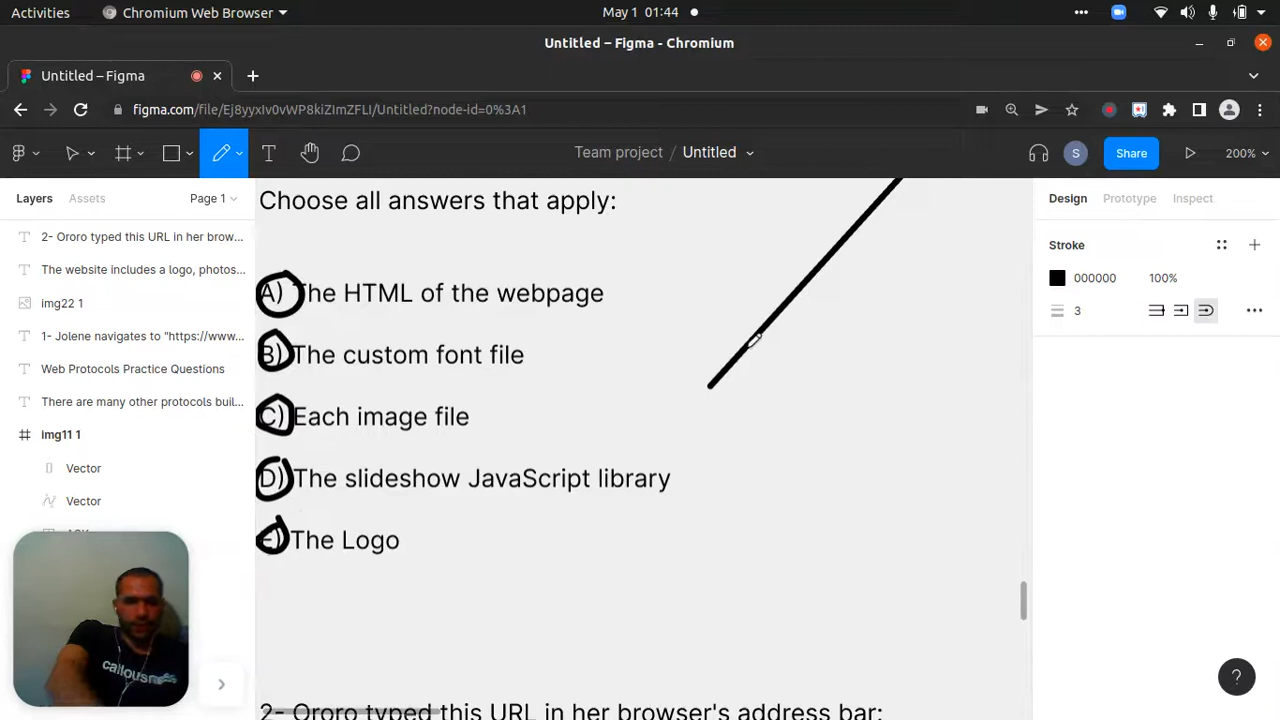 Activities
Chromium Web Browser
May 1 01:44
Untitled – Figma - Chromium
Untitled – Figma
figma.com/file/Ej8yyxIv0vWP8kiZImZFLI/Untitled?node-id=0%3A1
Team project / Untitled
S
Share
200%
Layers
Assets
Page 1
Design
Prototype
Inspect
2- Ororo typed this URL in her brow...
The website includes a logo, photos...
img22 1
1- Jolene navigates to "https://www...
Web Protocols Practice Questions
There are many other protocols buil...
img11 1
Vector
Vector
Choose all answers that apply:
A) The HTML of the webpage
B) The custom font file
C) Each image file
D) The slideshow JavaScript library
E) The Logo
2- Ororo typed this URL in her browser's address bar:
Stroke
000000
100%
3
?